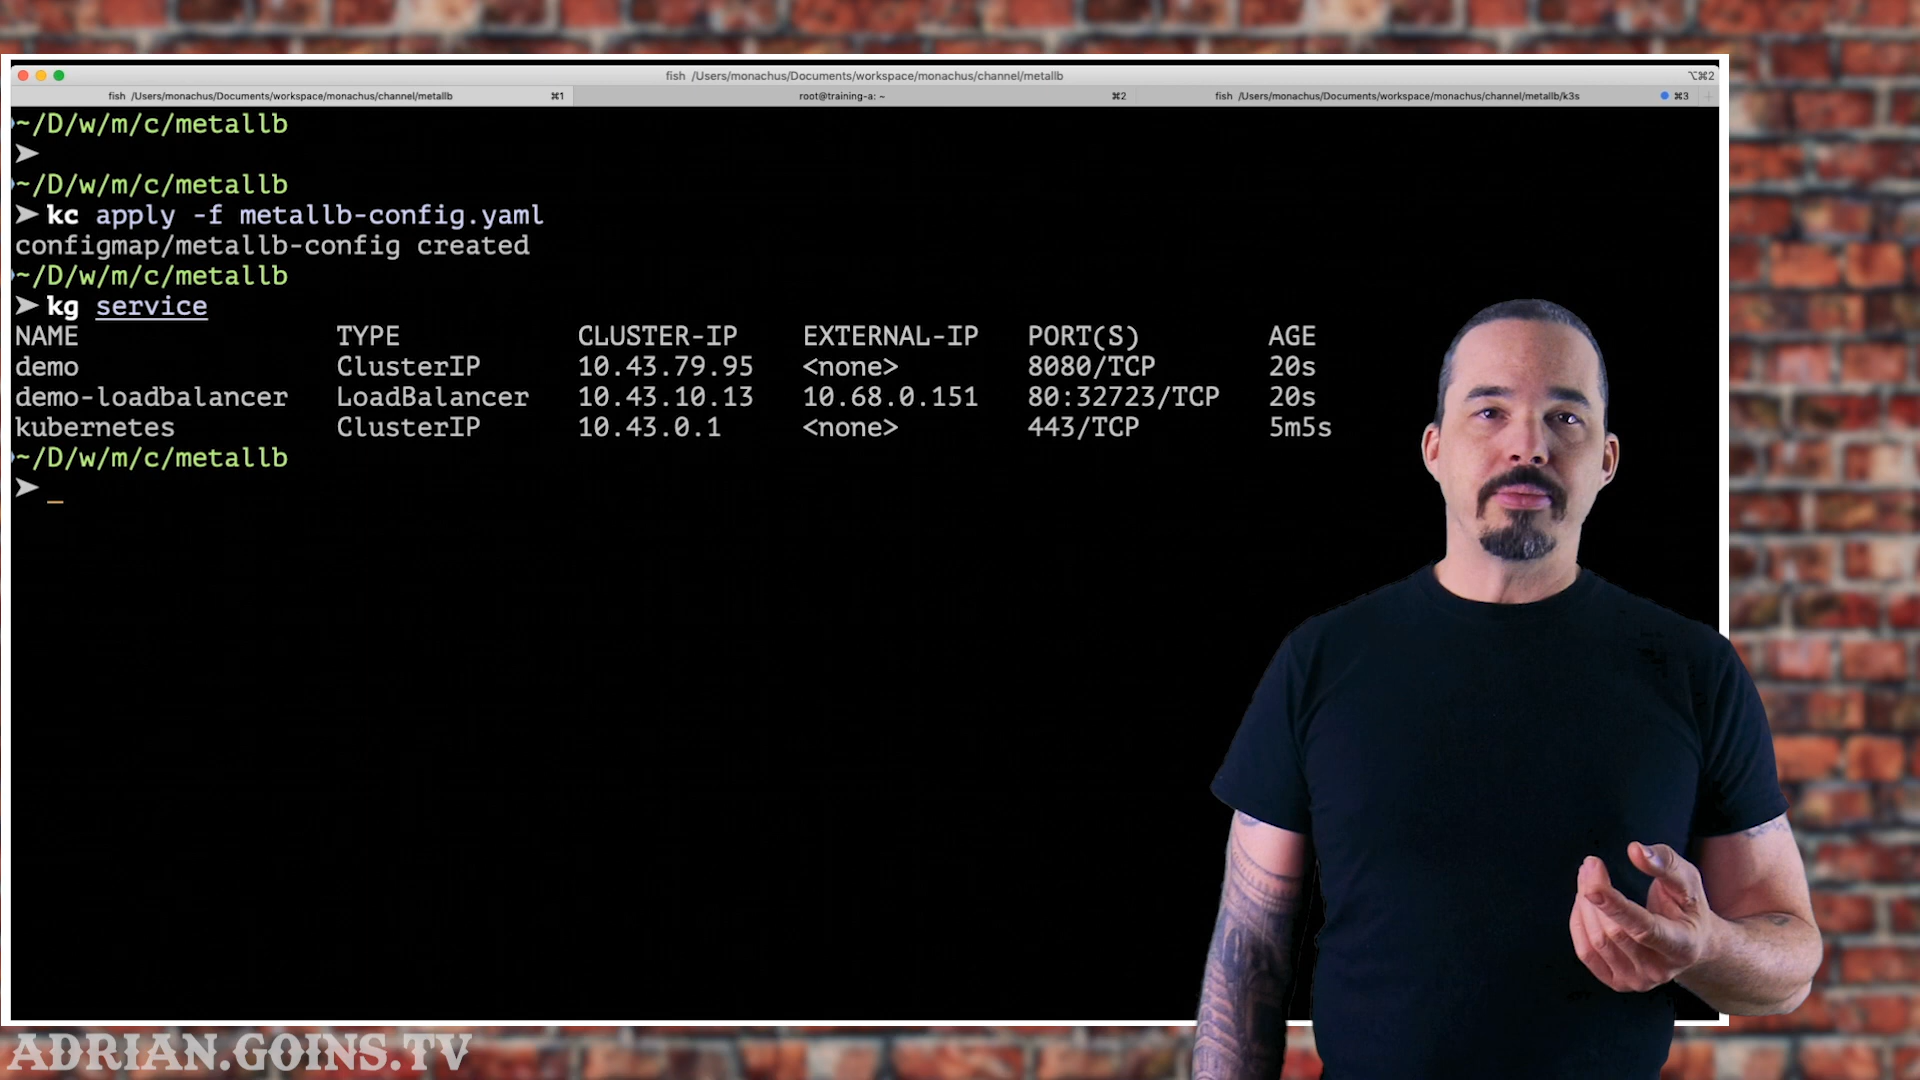 fish /Users/monachus/Documents/workspace/monachus/channel/metallb ⌥⌘2
fish /Users/monachus/Documents/workspace/monachus/channel/metallb ⌘1 root@training-a: ~ ⌘2 fish /Users/monachus/Documents/workspace/monachus/channel/metallb/k3s ⌘3 +
~/D/w/m/c/metallb
➤
~/D/w/m/c/metallb
➤ kc apply -f metallb-config.yaml
configmap/metallb-config created
~/D/w/m/c/metallb
➤ kg service
NAME TYPE CLUSTER-IP EXTERNAL-IP PORT(S) AGE
demo ClusterIP 10.43.79.95 <none> 8080/TCP 20s
demo-loadbalancer LoadBalancer 10.43.10.13 10.68.0.151 80:32723/TCP 20s
kubernetes ClusterIP 10.43.0.1 <none> 443/TCP 5m5s
~/D/w/m/c/metallb
➤ _
ADRIAN.GOINS.TV